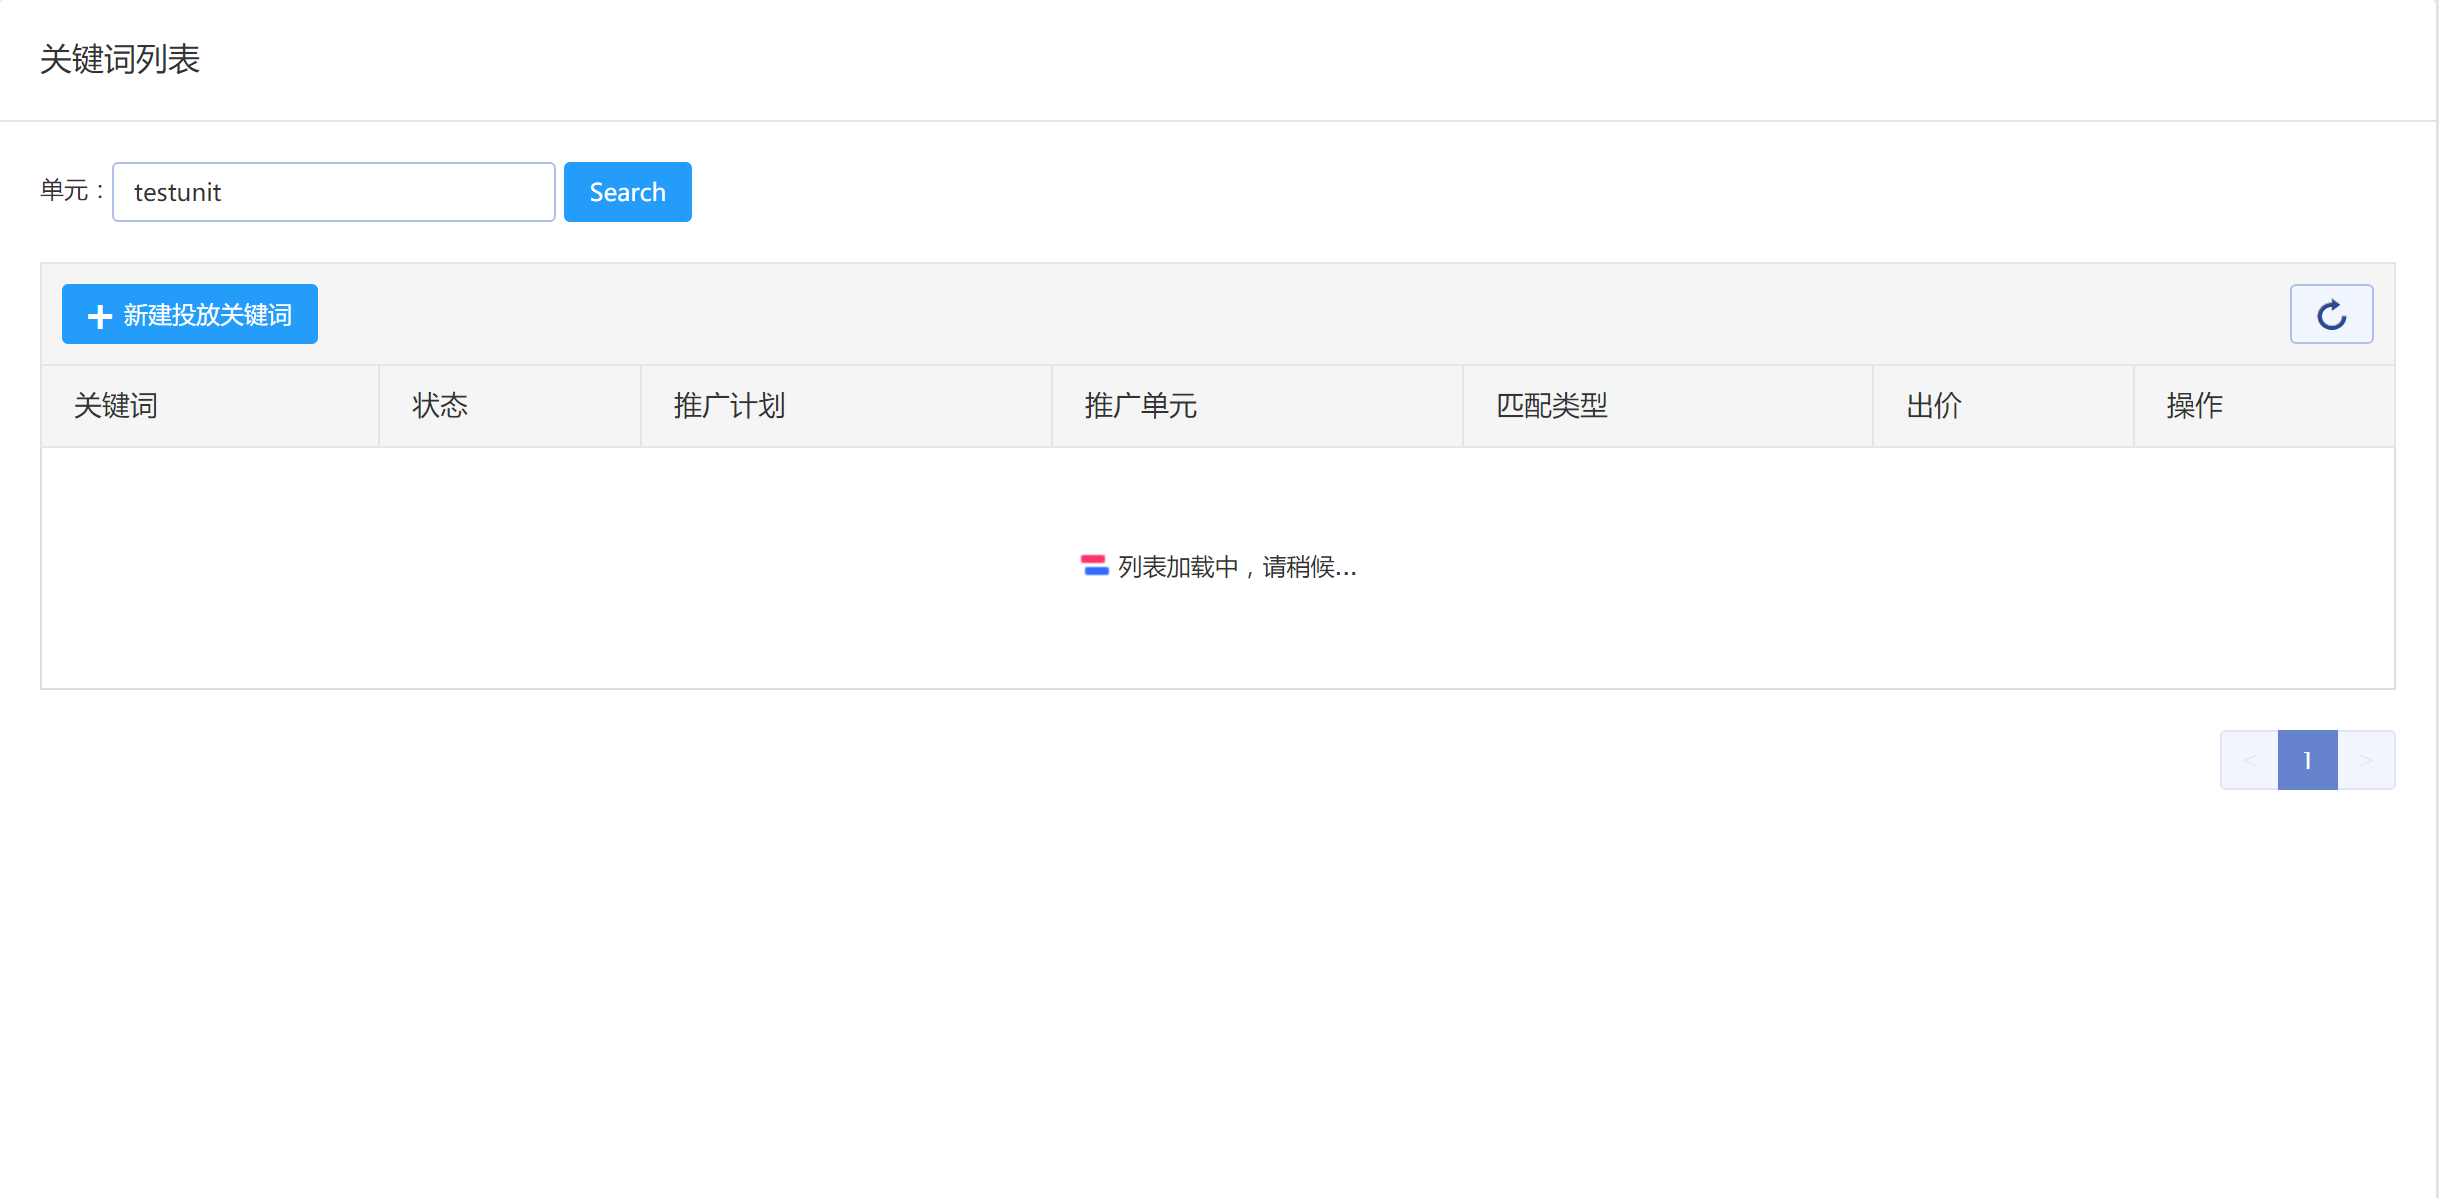 关键词列表
单元：testunit Search
新建投放关键词
关键词 状态 推广计划 推广单元 匹配类型 出价 操作
列表加载中，请稍候...
< 1 >